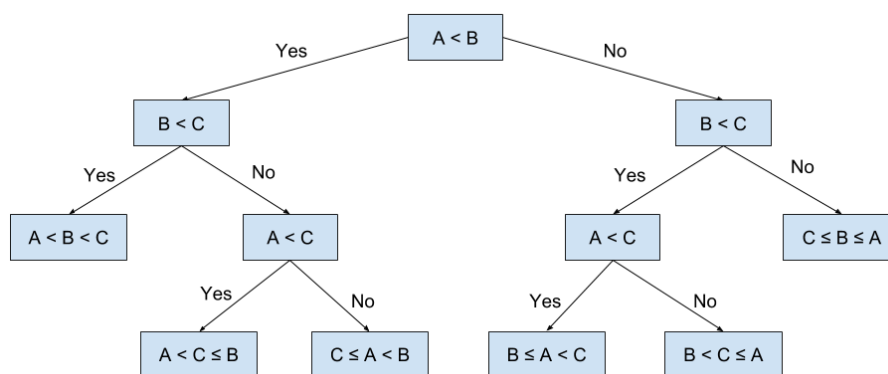 A < B
Yes
No
B < C
B < C
Yes
No
Yes
No
A < B < C
A < C
A < C
C ≤ B ≤ A
Yes
No
Yes
No
A < C ≤ B
C ≤ A < B
B ≤ A < C
B < C ≤ A